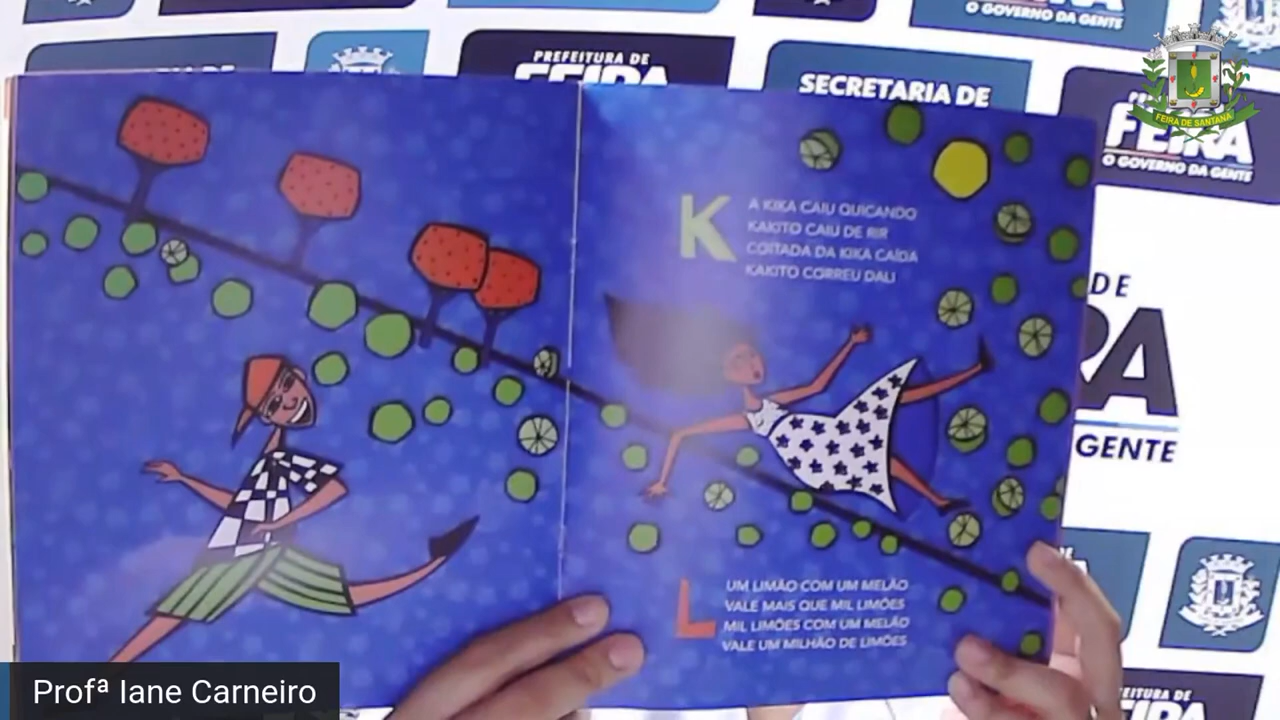 O GOVERNO DA GENTE
PREFEITURA DE
FEIRA
SECRETARIA DE
FEIRA DE SANTANA
FEIRA
O GOVERNO DA GENTE
K
A KIKA CAIU QUICANDO
KAKITO CAIU DE RIR
COITADA DA KIKA CAÍDA
KAKITO CORREU DALI
DE
GENTE
L
UM LIMÃO COM UM MELÃO
VALE MAIS QUE MIL LIMÕES
MIL LIMÕES COM UM MELÃO
VALE UM MILHÃO DE LIMÕES
Profª Iane Carneiro